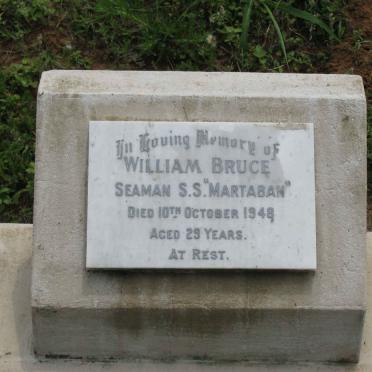 In Loving Memory of
WILLIAM BRUCE
SEAMAN S.S. "MARTABAN"
DIED 10TH OCTOBER 1948
AGED 29 YEARS.
AT REST.